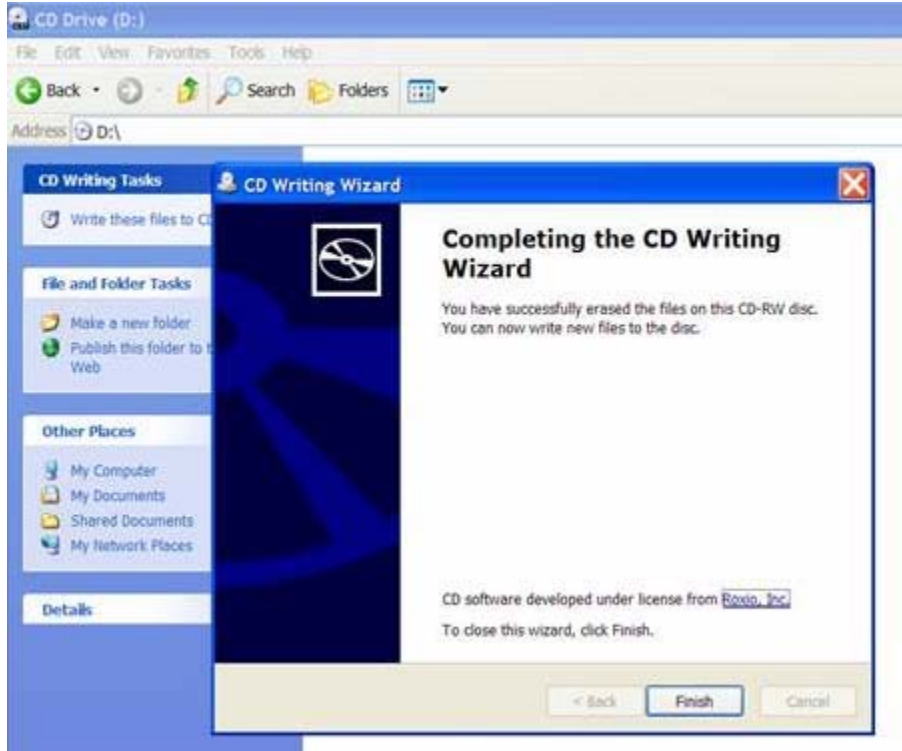 CD Drive (D:)
File Edit View Favorites Tools Help
Back Search Folders
Address D:\
CD Writing Tasks
Write these files to CD
File and Folder Tasks
Make a new folder
Publish this folder to t
Web
Other Places
My Computer
My Documents
Shared Documents
My Network Places
Details
CD Writing Wizard
Completing the CD Writing
Wizard
You have successfully erased the files on this CD-RW disc.
You can now write new files to the disc.
CD software developed under license from Roxio, Inc.
To close this wizard, click Finish.
< Back Finish Cancel